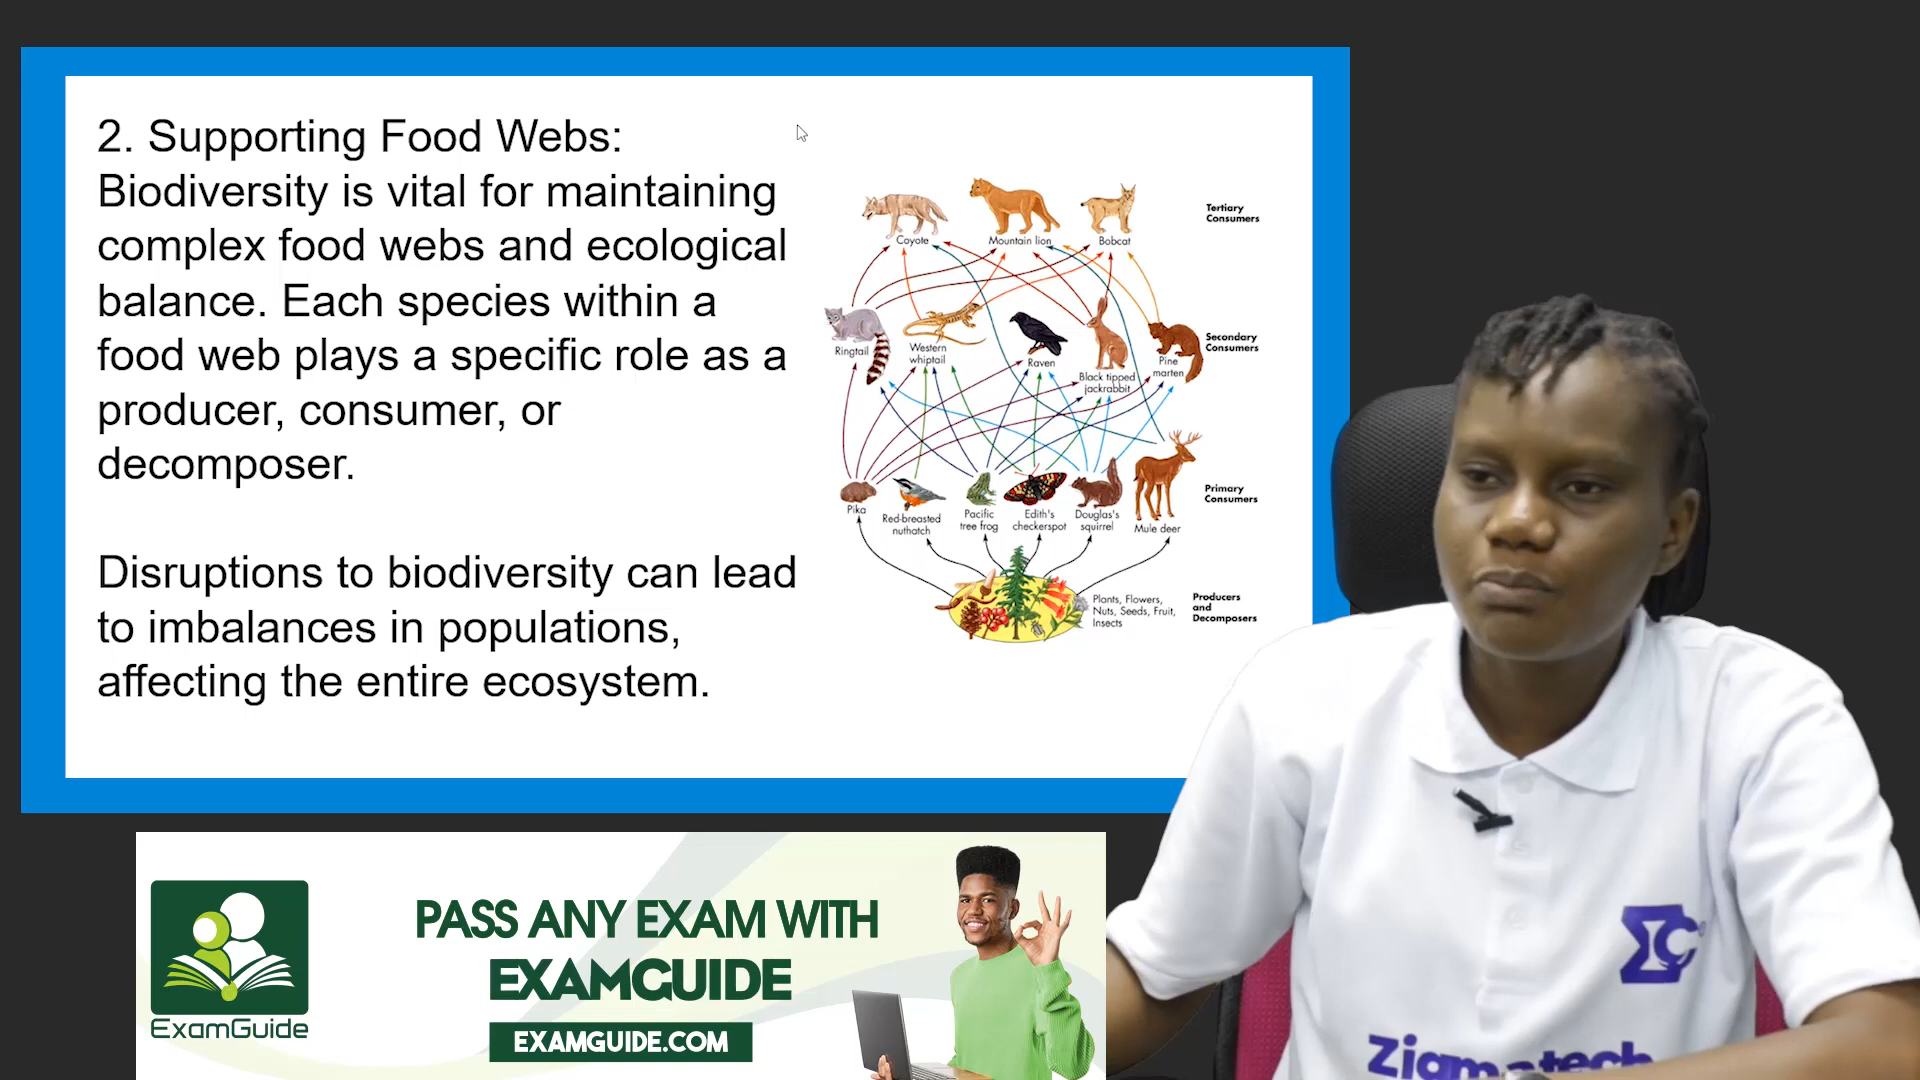 2. Supporting Food Webs:
Biodiversity is vital for maintaining
complex food webs and ecological
balance. Each species within a
food web plays a specific role as a
producer, consumer, or
decomposer.
Disruptions to biodiversity can lead
to imbalances in populations,
affecting the entire ecosystem.
Coyote
Mountain lion
Bobcat
Tertiary
Consumers
Ringtail
Western
whiptail
Raven
Black tipped
jackrabbit
Pine
marten
Secondary
Consumers
Pika
Red-breasted
nuthatch
Pacific
tree frog
Edith's
checkerspot
Douglas's
squirrel
Mule deer
Primary
Consumers
Plants, Flowers,
Nuts, Seeds, Fruit,
Insects
Producers
and
Decomposers
ExamGuide
PASS ANY EXAM WITH
EXAMGUIDE
EXAMGUIDE.COM
Zigmatech